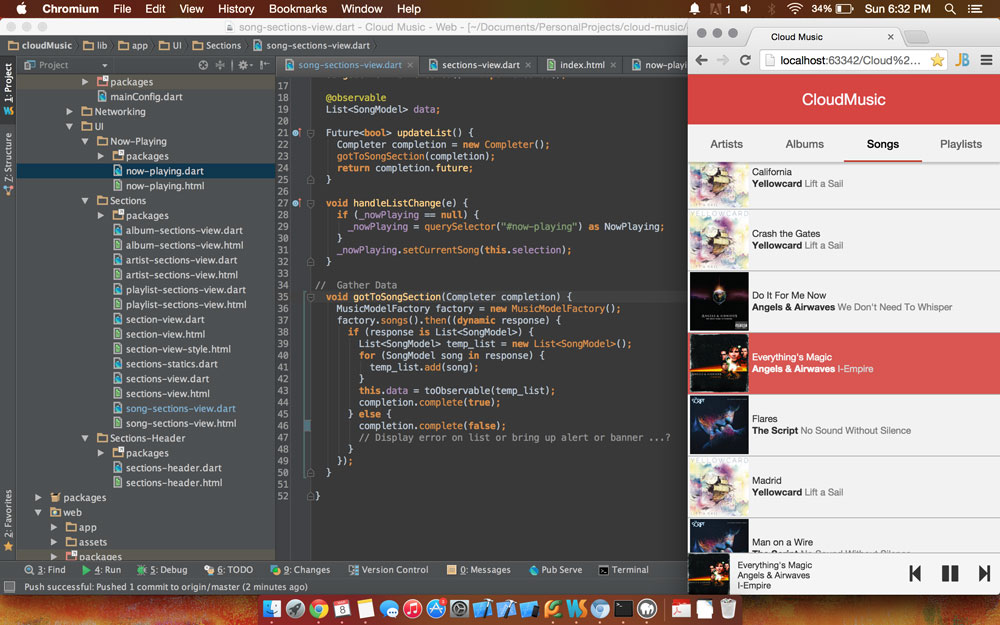 Chromium File Edit View History Bookmarks Window Help
1
34%
Sun 6:32 PM
song-sections-view.dart - Cloud Music - Web - [~/Documents/PersonalProjects/cloud-music/
cloudMusic lib app UI Sections song-sections-view.dart
Project
1: Project
Z: Structure
2: Favorites
packages
mainConfig.dart
Networking
UI
Now-Playing
packages
now-playing.dart
now-playing.html
Sections
packages
album-sections-view.dart
album-sections-view.html
artist-sections-view.dart
artist-sections-view.html
playlist-sections-view.dart
playlist-sections-view.html
section-view.dart
section-view.html
section-view-style.html
sections-statics.dart
sections-view.dart
sections-view.html
song-sections-view.dart
song-sections-view.html
Sections-Header
packages
sections-header.dart
sections-header.html
packages
web
app
assets
packages
song-sections-view.dart sections-view.dart index.html now-playi
17
18 @observable
19 List<SongModel> data;
20
21 Future<bool> updateList() {
22 Completer completion = new Completer();
23 gotToSongSection(completion);
24 return completion.future;
25 }
26
27 void handleListChange(e) {
28 if (_nowPlaying == null) {
29 _nowPlaying = querySelector("#now-playing") as NowPlaying;
30 }
31 _nowPlaying.setCurrentSong(this.selection);
32 }
33
34 // Gather Data
35 void gotToSongSection(Completer completion) {
36 MusicModelFactory factory = new MusicModelFactory();
37 factory.songs().then((dynamic response) {
38 if (response is List<SongModel>) {
39 List<SongModel> temp_list = new List<SongModel>();
40 for (SongModel song in response) {
41 temp_list.add(song);
42 }
43 this.data = toObservable(temp_list);
44 completion.complete(true);
45 } else {
46 completion.complete(false);
47 // Display error on list or bring up alert or banner ...?
48 }
49 });
50 }
51
52 }
3: Find 4: Run 5: Debug 6: TODO 9: Changes Version Control 0: Messages Pub Serve Terminal
Push successful: Pushed 1 commit to origin/master (2 minutes ago)
Cloud Music
localhost:63342/Cloud%2...
JB
CloudMusic
Artists Albums Songs Playlists
California
Yellowcard Lift a Sail
YELLOWCARD
Crash the Gates
Yellowcard Lift a Sail
Do It For Me Now
Angels & Airwaves We Don't Need To Whisper
Everything's Magic
Angels & Airwaves I-Empire
Flares
The Script No Sound Without Silence
YELLOWCARD
Madrid
Yellowcard Lift a Sail
Man on a Wire
The Script No Sound Without Silence
Everything's Magic
Angels & Airwaves
I-Empire
8